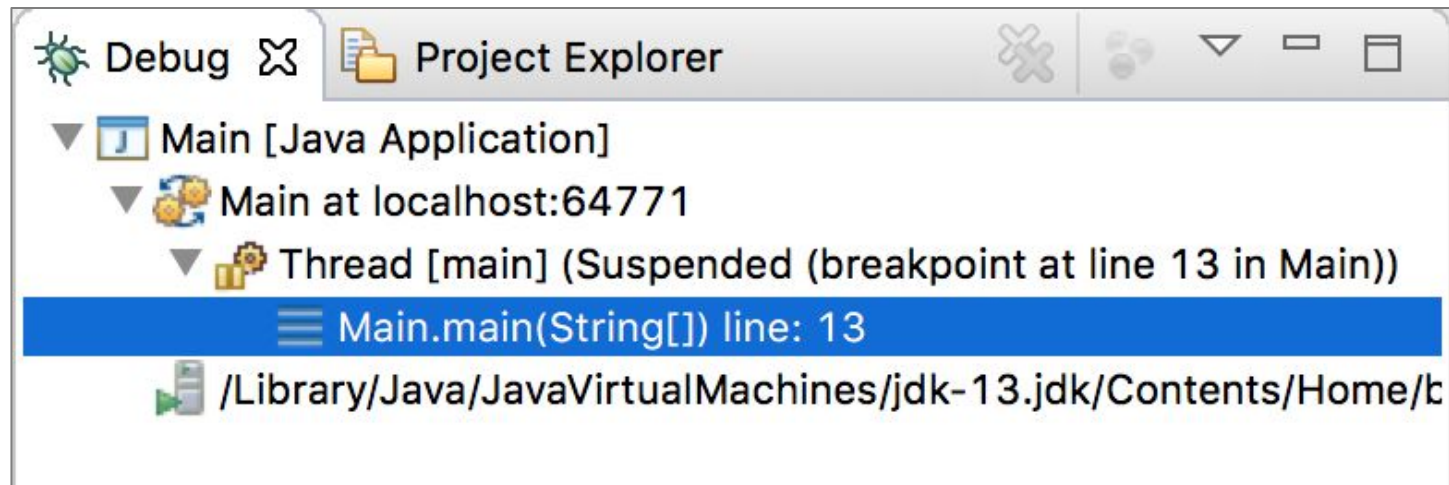 Debug Project Explorer
Main [Java Application]
Main at localhost:64771
Thread [main] (Suspended (breakpoint at line 13 in Main))
Main.main(String[]) line: 13
/Library/Java/JavaVirtualMachines/jdk-13.jdk/Contents/Home/b